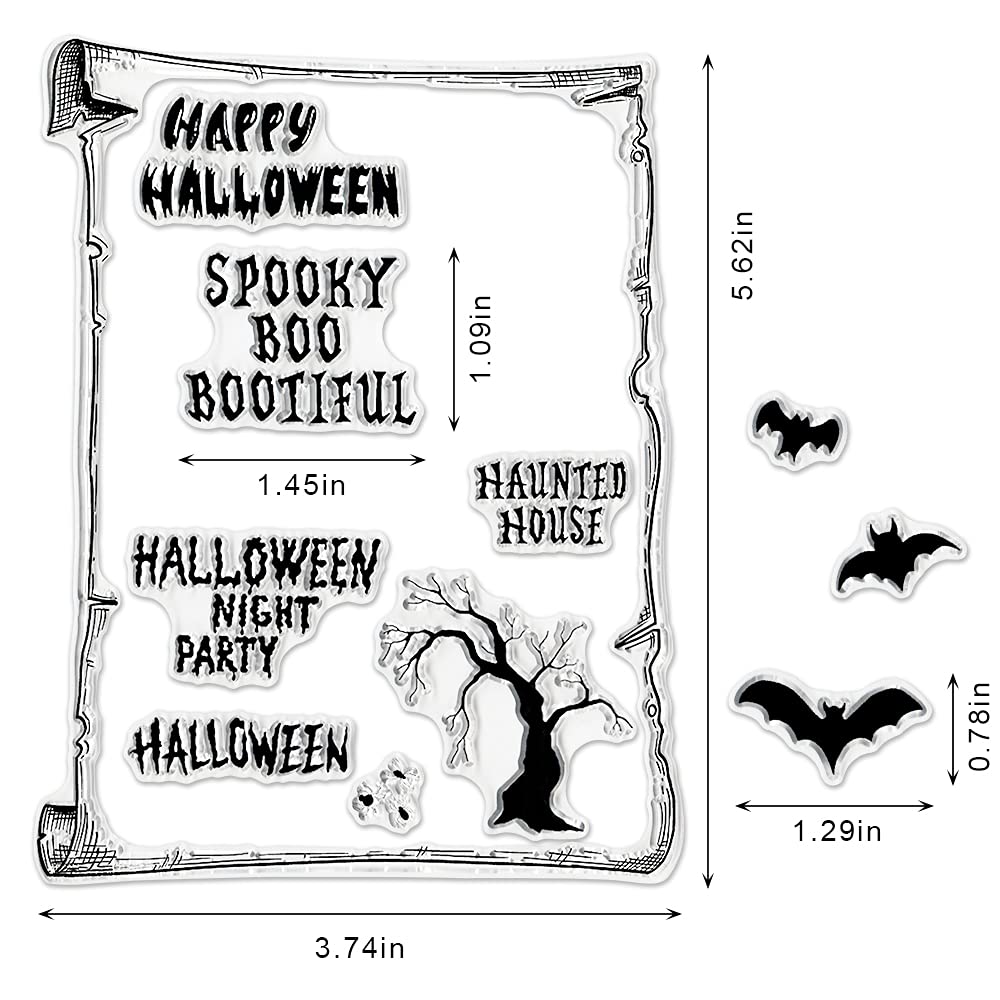 HAPPY
HALLOWEEN
SPOOKY
BOO
BOOTIFUL
1.09in
1.45in
5.62in
HAUNTED
HOUSE
HALLOWEEN
NIGHT
PARTY
HALLOWEEN
0.78in
1.29in
3.74in